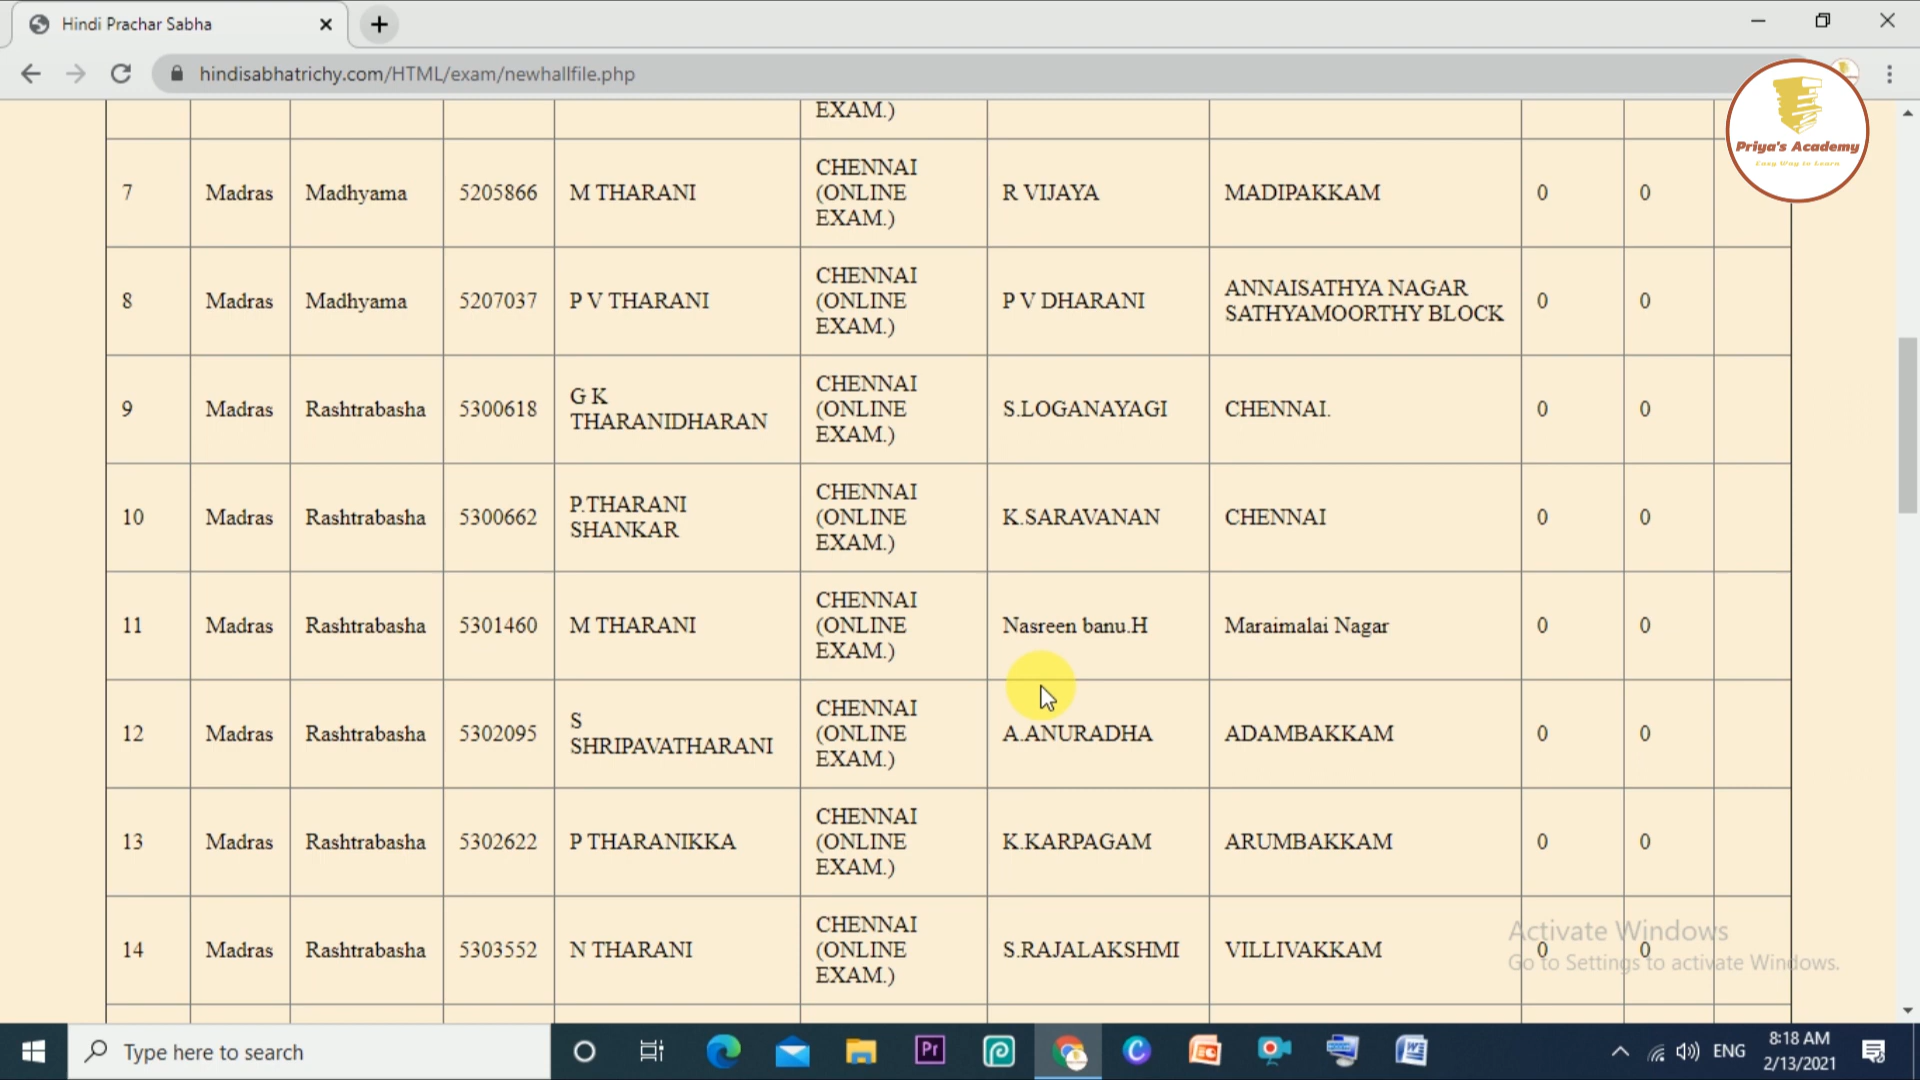 Hindi Prachar Sabha
hindisabhatrichy.com/HTML/exam/newhallfile.php
Priya's Academy
Easy Way to Learn
EXAM.)
7 Madras Madhyama 5205866 M THARANI CHENNAI (ONLINE EXAM.) R VIJAYA MADIPAKKAM 0 0
8 Madras Madhyama 5207037 P V THARANI CHENNAI (ONLINE EXAM.) P V DHARANI ANNAISATHYA NAGAR SATHYAMOORTHY BLOCK 0 0
9 Madras Rashtrabasha 5300618 G K THARANIDHARAN CHENNAI (ONLINE EXAM.) S.LOGANAYAGI CHENNAI. 0 0
10 Madras Rashtrabasha 5300662 P.THARANI SHANKAR CHENNAI (ONLINE EXAM.) K.SARAVANAN CHENNAI 0 0
11 Madras Rashtrabasha 5301460 M THARANI CHENNAI (ONLINE EXAM.) Nasreen banu.H Maraimalai Nagar 0 0
12 Madras Rashtrabasha 5302095 S SHRIPAVATHARANI CHENNAI (ONLINE EXAM.) A.ANURADHA ADAMBAKKAM 0 0
13 Madras Rashtrabasha 5302622 P THARANIKKA CHENNAI (ONLINE EXAM.) K.KARPAGAM ARUMBAKKAM 0 0
14 Madras Rashtrabasha 5303552 N THARANI CHENNAI (ONLINE EXAM.) S.RAJALAKSHMI VILLIVAKKAM 0 0
Activate Windows
Go to Settings to activate Windows.
Type here to search
Pr
ENG
8:18 AM
2/13/2021